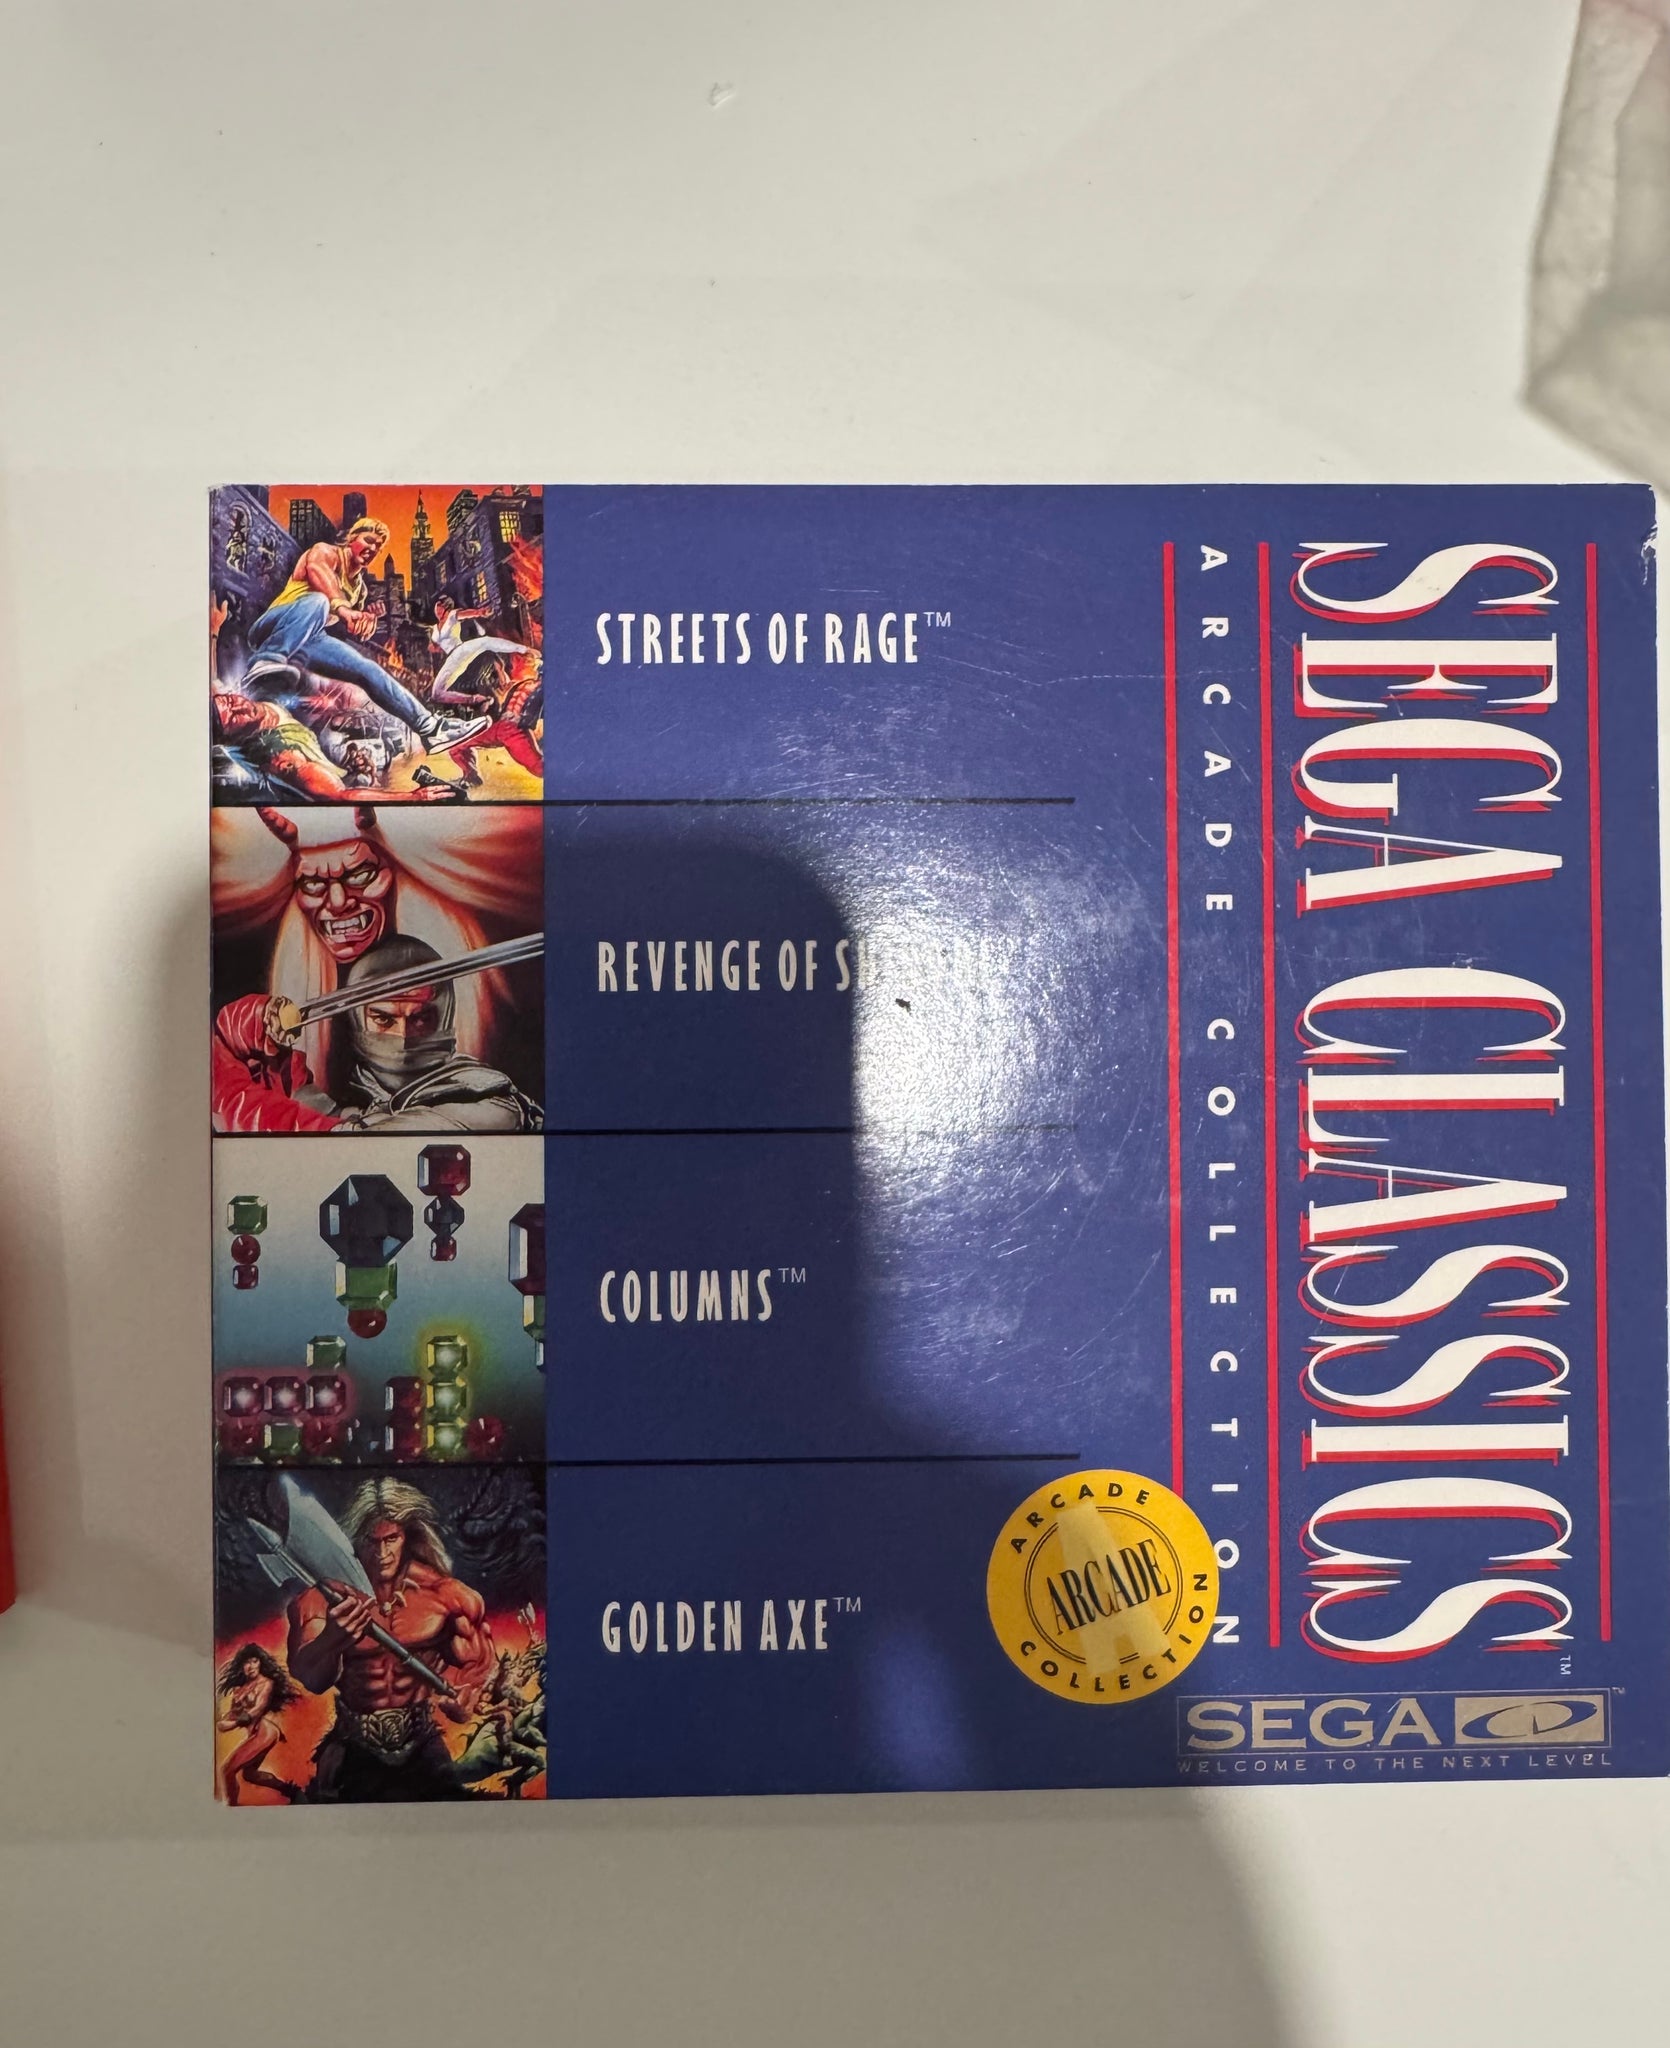 STREETS OF RAGE™
REVENGE OF
COLUMNS™
GOLDEN AXE™
ARCADE COLLECTION
SEGA CLASSICS™
ARCADE
ARCADE
COLLECTION
SEGA CD™
WELCOME TO THE NEXT LEVEL